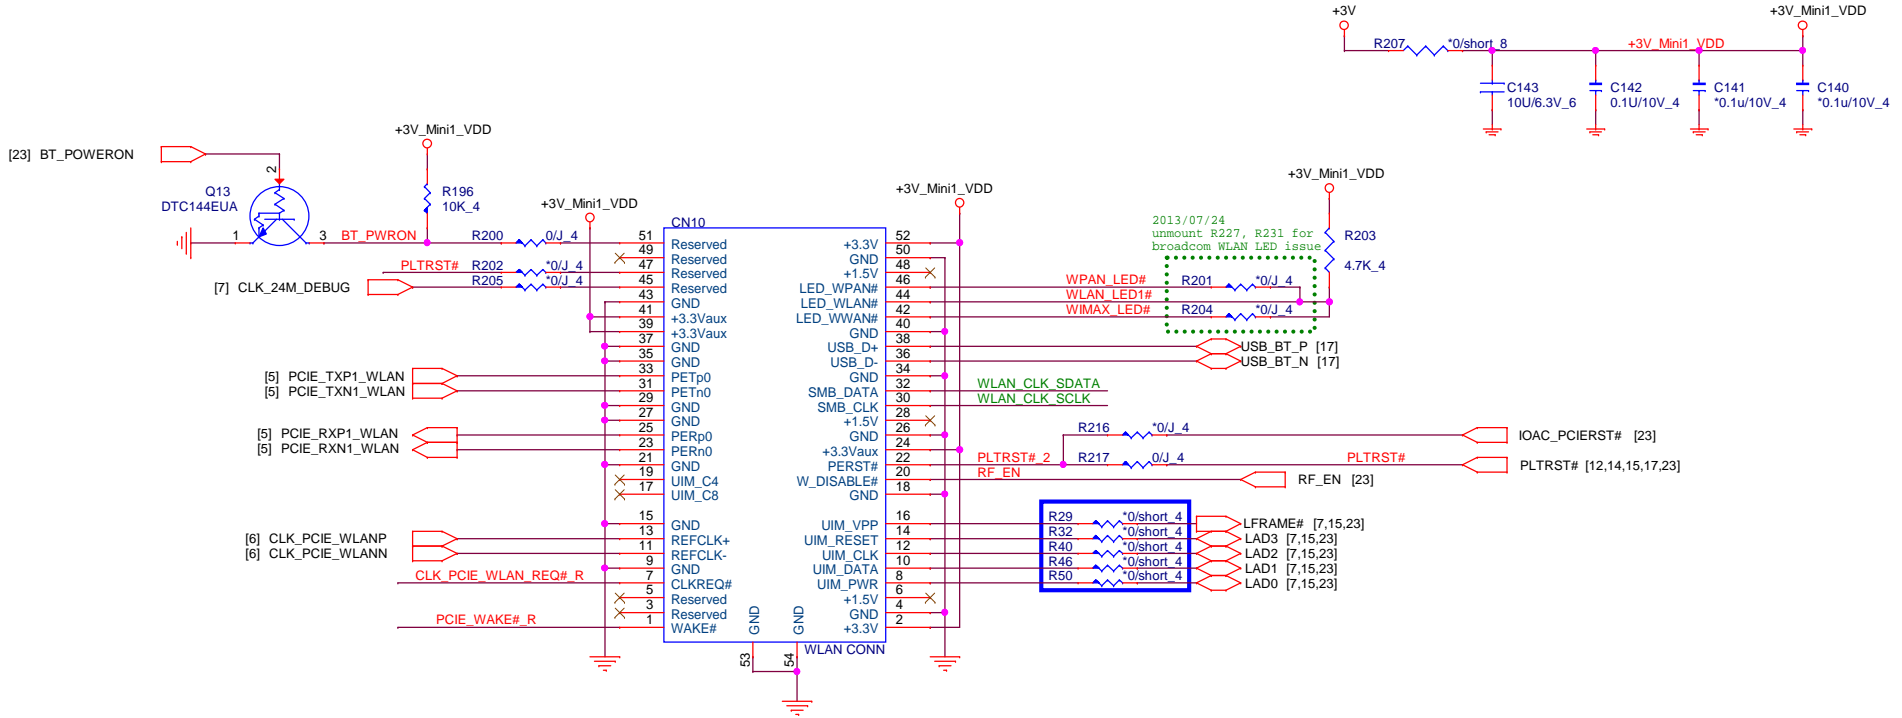 +3V
+3V_Mini1_VDD
R207
*0/short_8
+3V_Mini1_VDD
C143
10U/6.3V_6
C142
0.1U/10V_4
C141
*0.1u/10V_4
C140
*0.1u/10V_4
[23] BT_POWERON
2
Q13
DTC144EUA
1
3
BT_PWRON
+3V_Mini1_VDD
R196
10K_4
+3V_Mini1_VDD
R200
0/J_4
PLTRST#
R202
*0/J_4
[7] CLK_24M_DEBUG
R205
*0/J_4
[5] PCIE_TXP1_WLAN
[5] PCIE_TXN1_WLAN
[5] PCIE_RXP1_WLAN
[5] PCIE_RXN1_WLAN
[6] CLK_PCIE_WLANP
[6] CLK_PCIE_WLANN
CLK_PCIE_WLAN_REQ#_R
PCIE_WAKE#_R
CN10
51 Reserved
49 Reserved
47 Reserved
45 Reserved
43 GND
41 +3.3Vaux
39 +3.3Vaux
37 GND
35 GND
33 PETp0
31 PETn0
29 GND
27 GND
25 PERp0
23 PERn0
21 GND
19 UIM_C4
17 UIM_C8
15 GND
13 REFCLK+
11 REFCLK-
9 GND
7 CLKREQ#
5 Reserved
3 Reserved
1 WAKE#
+3.3V 52
GND 50
+1.5V 48
LED_WPAN# 46
LED_WLAN# 44
LED_WWAN# 42
GND 40
USB_D+ 38
USB_D- 36
GND 34
SMB_DATA 32
SMB_CLK 30
+1.5V 28
GND 26
+3.3Vaux 24
PERST# 22
W_DISABLE# 20
GND 18
UIM_VPP 16
UIM_RESET 14
UIM_CLK 12
UIM_DATA 10
UIM_PWR 8
+1.5V 6
GND 4
+3.3V 2
GND 53
GND 54
WLAN CONN
+3V_Mini1_VDD
2013/07/24
unmount R227, R231 for
broadcom WLAN LED issue
+3V_Mini1_VDD
R203
4.7K_4
WPAN_LED#
R201
*0/J_4
WLAN_LED1#
WIMAX_LED#
R204
*0/J_4
USB_BT_P [17]
USB_BT_N [17]
WLAN_CLK_SDATA
WLAN_CLK_SCLK
R216
*0/J_4
IOAC_PCIERST# [23]
PLTRST#_2
R217
0/J_4
PLTRST#
PLTRST# [12,14,15,17,23]
RF_EN
RF_EN [23]
R29 *0/short_4 LFRAME# [7,15,23]
R32 *0/short_4 LAD3 [7,15,23]
R40 *0/short_4 LAD2 [7,15,23]
R46 *0/short_4 LAD1 [7,15,23]
R50 *0/short_4 LAD0 [7,15,23]